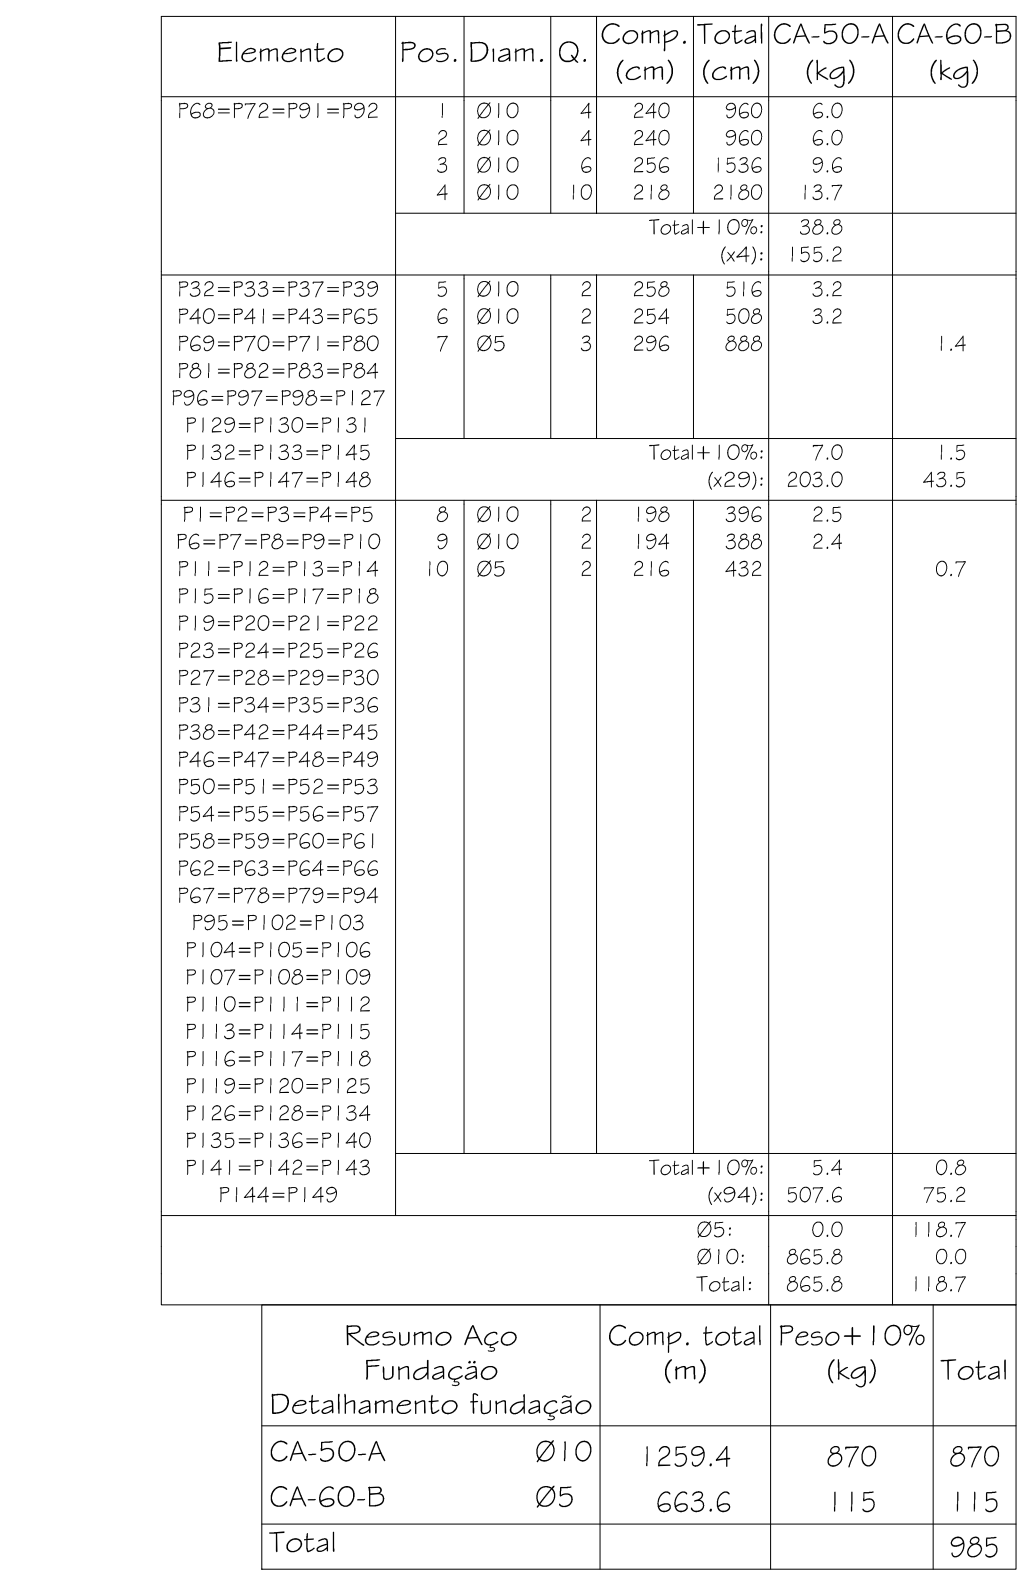 Elemento Pos. Diam. Q. Comp. (cm) Total (cm) CA-50-A (kg) CA-60-B (kg)
P68=P72=P91=P92 1 Ø10 4 240 960 6.0
2 Ø10 4 240 960 6.0
3 Ø10 6 256 1536 9.6
4 Ø10 10 218 2180 13.7
Total+10%: 38.8
(x4): 155.2
P32=P33=P37=P39 5 Ø10 2 258 516 3.2
P40=P41=P43=P65 6 Ø10 2 254 508 3.2
P69=P70=P71=P80 7 Ø5 3 296 888 1.4
P81=P82=P83=P84
P96=P97=P98=P127
P129=P130=P131
P132=P133=P145 Total+10%: 7.0 1.5
P146=P147=P148 (x29): 203.0 43.5
P1=P2=P3=P4=P5 8 Ø10 2 198 396 2.5
P6=P7=P8=P9=P10 9 Ø10 2 194 388 2.4
P11=P12=P13=P14 10 Ø5 2 216 432 0.7
P15=P16=P17=P18
P19=P20=P21=P22
P23=P24=P25=P26
P27=P28=P29=P30
P31=P34=P35=P36
P38=P42=P44=P45
P46=P47=P48=P49
P50=P51=P52=P53
P54=P55=P56=P57
P58=P59=P60=P61
P62=P63=P64=P66
P67=P78=P79=P94
P95=P102=P103
P104=P105=P106
P107=P108=P109
P110=P111=P112
P113=P114=P115
P116=P117=P118
P119=P120=P125
P126=P128=P134
P135=P136=P140
P141=P142=P143 Total+10%: 5.4 0.8
P144=P149 (x94): 507.6 75.2
Ø5: 0.0 118.7
Ø10: 865.8 0.0
Total: 865.8 118.7
Resumo Aço Comp. total Peso+10%
Fundação (m) (kg) Total
Detalhamento fundação
CA-50-A Ø10 1259.4 870 870
CA-60-B Ø5 663.6 115 115
Total 985